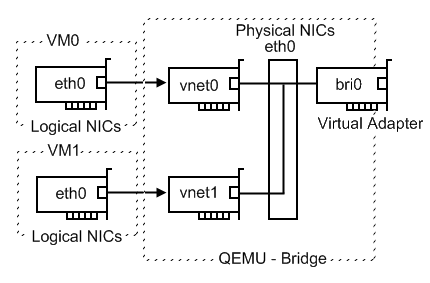 VM0
eth0
Logical NICs
VM1
eth0
Logical NICs
Physical NICs
eth0
vnet0
bri0
Virtual Adapter
vnet1
QEMU - Bridge